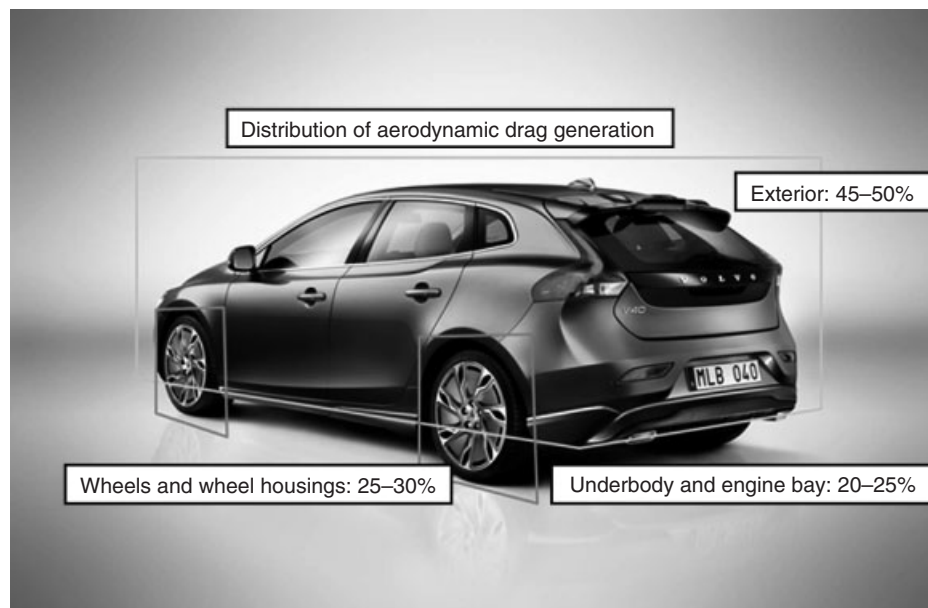 Distribution of aerodynamic drag generation
Exterior: 45–50%
VOLVO
V40
MLB 040
Wheels and wheel housings: 25–30%
Underbody and engine bay: 20–25%